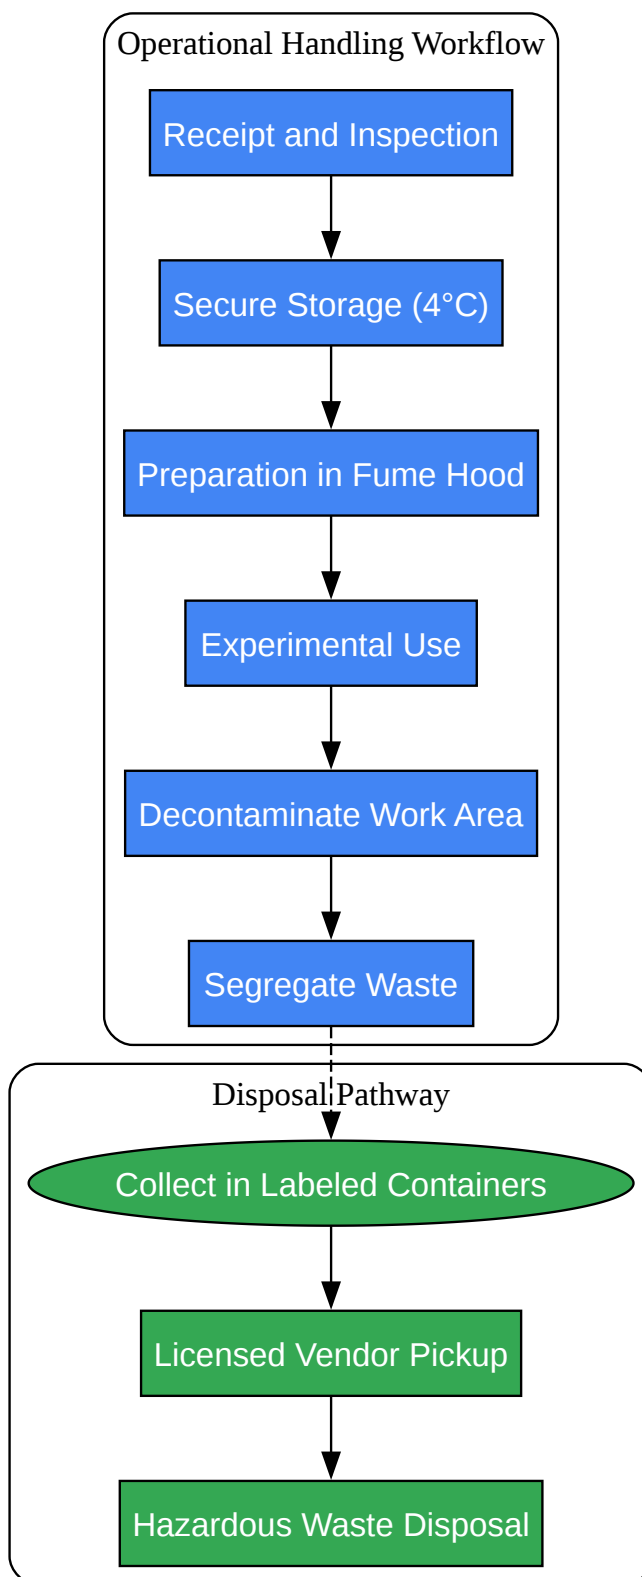 Operational Handling Workflow
Receipt and Inspection
Secure Storage (4°C)
Preparation in Fume Hood
Experimental Use
Decontaminate Work Area
Segregate Waste
Disposal Pathway
Collect in Labeled Containers
Licensed Vendor Pickup
Hazardous Waste Disposal